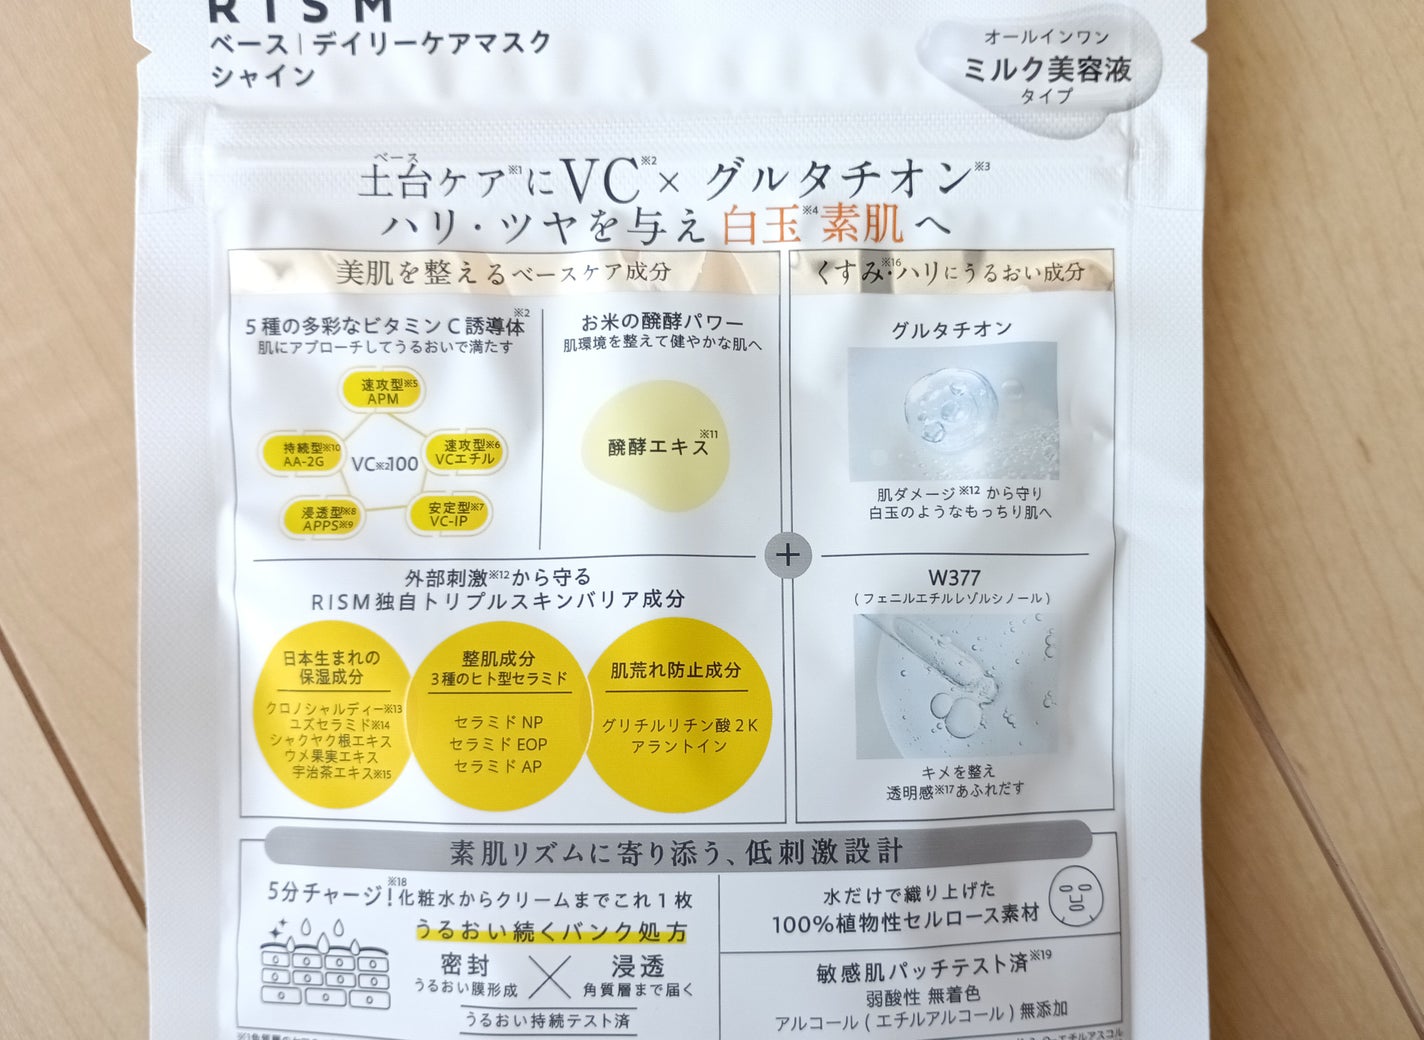 RISM
ベース｜デイリーケアマスク
シャイン
オールインワン
ミルク美容液
タイプ
ベース
土台ケア※1にVC※2×グルタチオン※3
ハリ・ツヤを与え白玉※4素肌へ
美肌を整えるベースケア成分
5種の多彩なビタミンC誘導体※2
肌にアプローチしてうるおいで満たす
速攻型※5
APM
持続型※10
AA-2G
速攻型※6
VCエチル
VC※2100
浸透型※8
APPS※9
安定型※7
VC-IP
お米の醗酵パワー
肌環境を整えて健やかな肌へ
醗酵エキス※11
外部刺激※12から守る
RISM独自トリプルスキンバリア成分
日本生まれの
保湿成分
クロノシャルディー※13
ユズセラミド※14
シャクヤク根エキス
ウメ果実エキス
宇治茶エキス※15
整肌成分
3種のヒト型セラミド
セラミド NP
セラミド EOP
セラミド AP
肌荒れ防止成分
グリチルリチン酸2K
アラントイン
くすみ※16・ハリにうるおい成分
グルタチオン
肌ダメージ※12から守り
白玉のようなもっちり肌へ
+
W377
(フェニルエチルレゾルシノール)
キメを整え
透明感※17あふれだす
素肌リズムに寄り添う、低刺激設計
5分チャージ!※18化粧水からクリームまでこれ1枚
うるおい続くバンク処方
密封
うるおい膜形成
浸透
角質層まで届く
うるおい持続テスト済
水だけで織り上げた
100%植物性セルロース素材
敏感肌パッチテスト済※19
弱酸性 無着色
アルコール(エチルアルコール)無添加